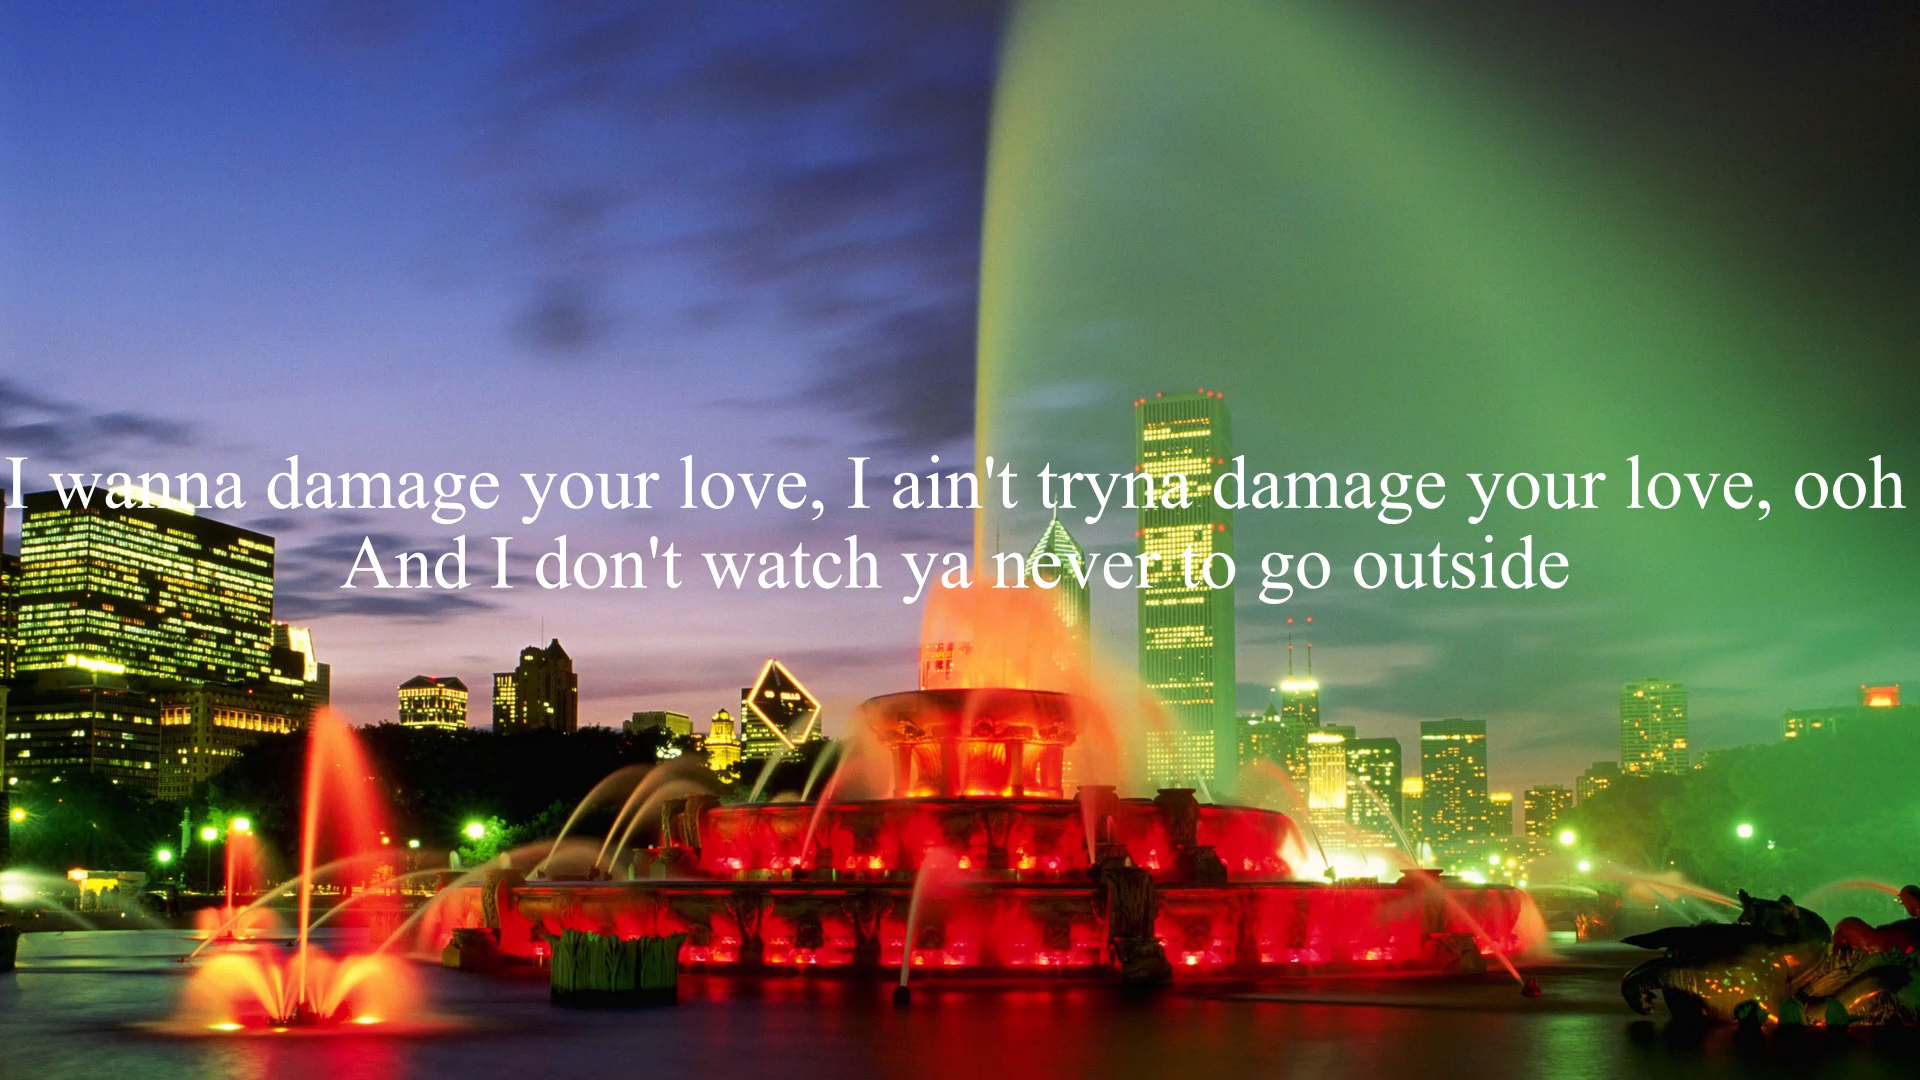 I wanna damage your love, I ain't tryna damage your love, ooh
And I don't watch ya never to go outside